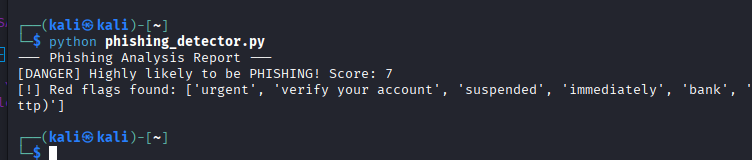 ┌──(kali㉿kali)-[~]
└─$ python phishing_detector.py
── Phishing Analysis Report ──
[DANGER] Highly likely to be PHISHING! Score: 7
[!] Red flags found: ['urgent', 'verify your account', 'suspended', 'immediately', 'bank', '
ttp)']
┌──(kali㉿kali)-[~]
└─$